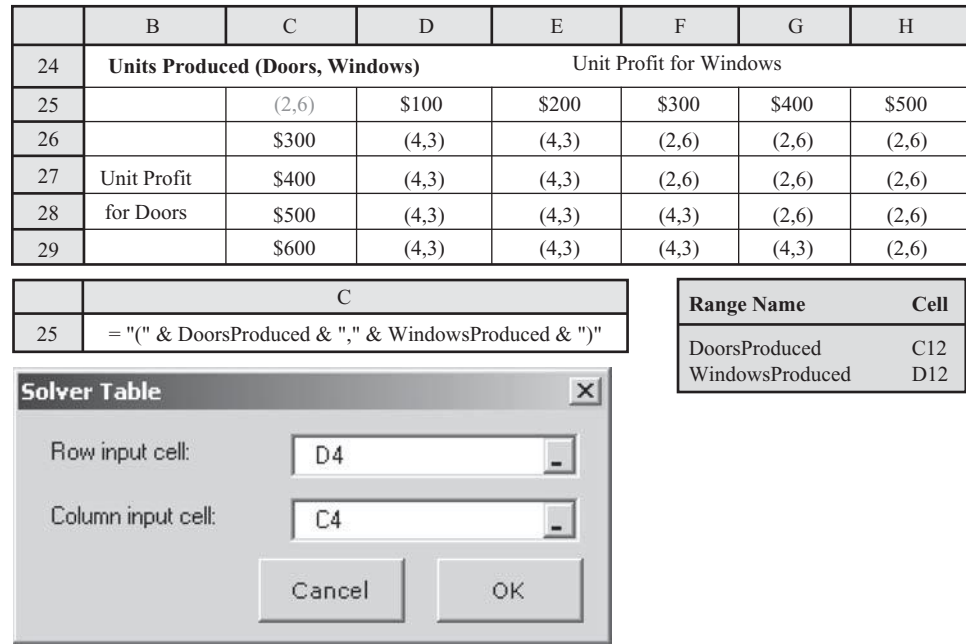 B C D E F G H
24 Units Produced (Doors, Windows) Unit Profit for Windows
25 (2,6) $100 $200 $300 $400 $500
26 $300 (4,3) (4,3) (2,6) (2,6) (2,6)
27 Unit Profit $400 (4,3) (4,3) (2,6) (2,6) (2,6)
28 for Doors $500 (4,3) (4,3) (4,3) (2,6) (2,6)
29 $600 (4,3) (4,3) (4,3) (4,3) (2,6)
C
25 = "(" & DoorsProduced & "," & WindowsProduced & ")"
Range Name Cell
DoorsProduced C12
WindowsProduced D12
Solver Table
Row input cell: D4
Column input cell: C4
Cancel OK